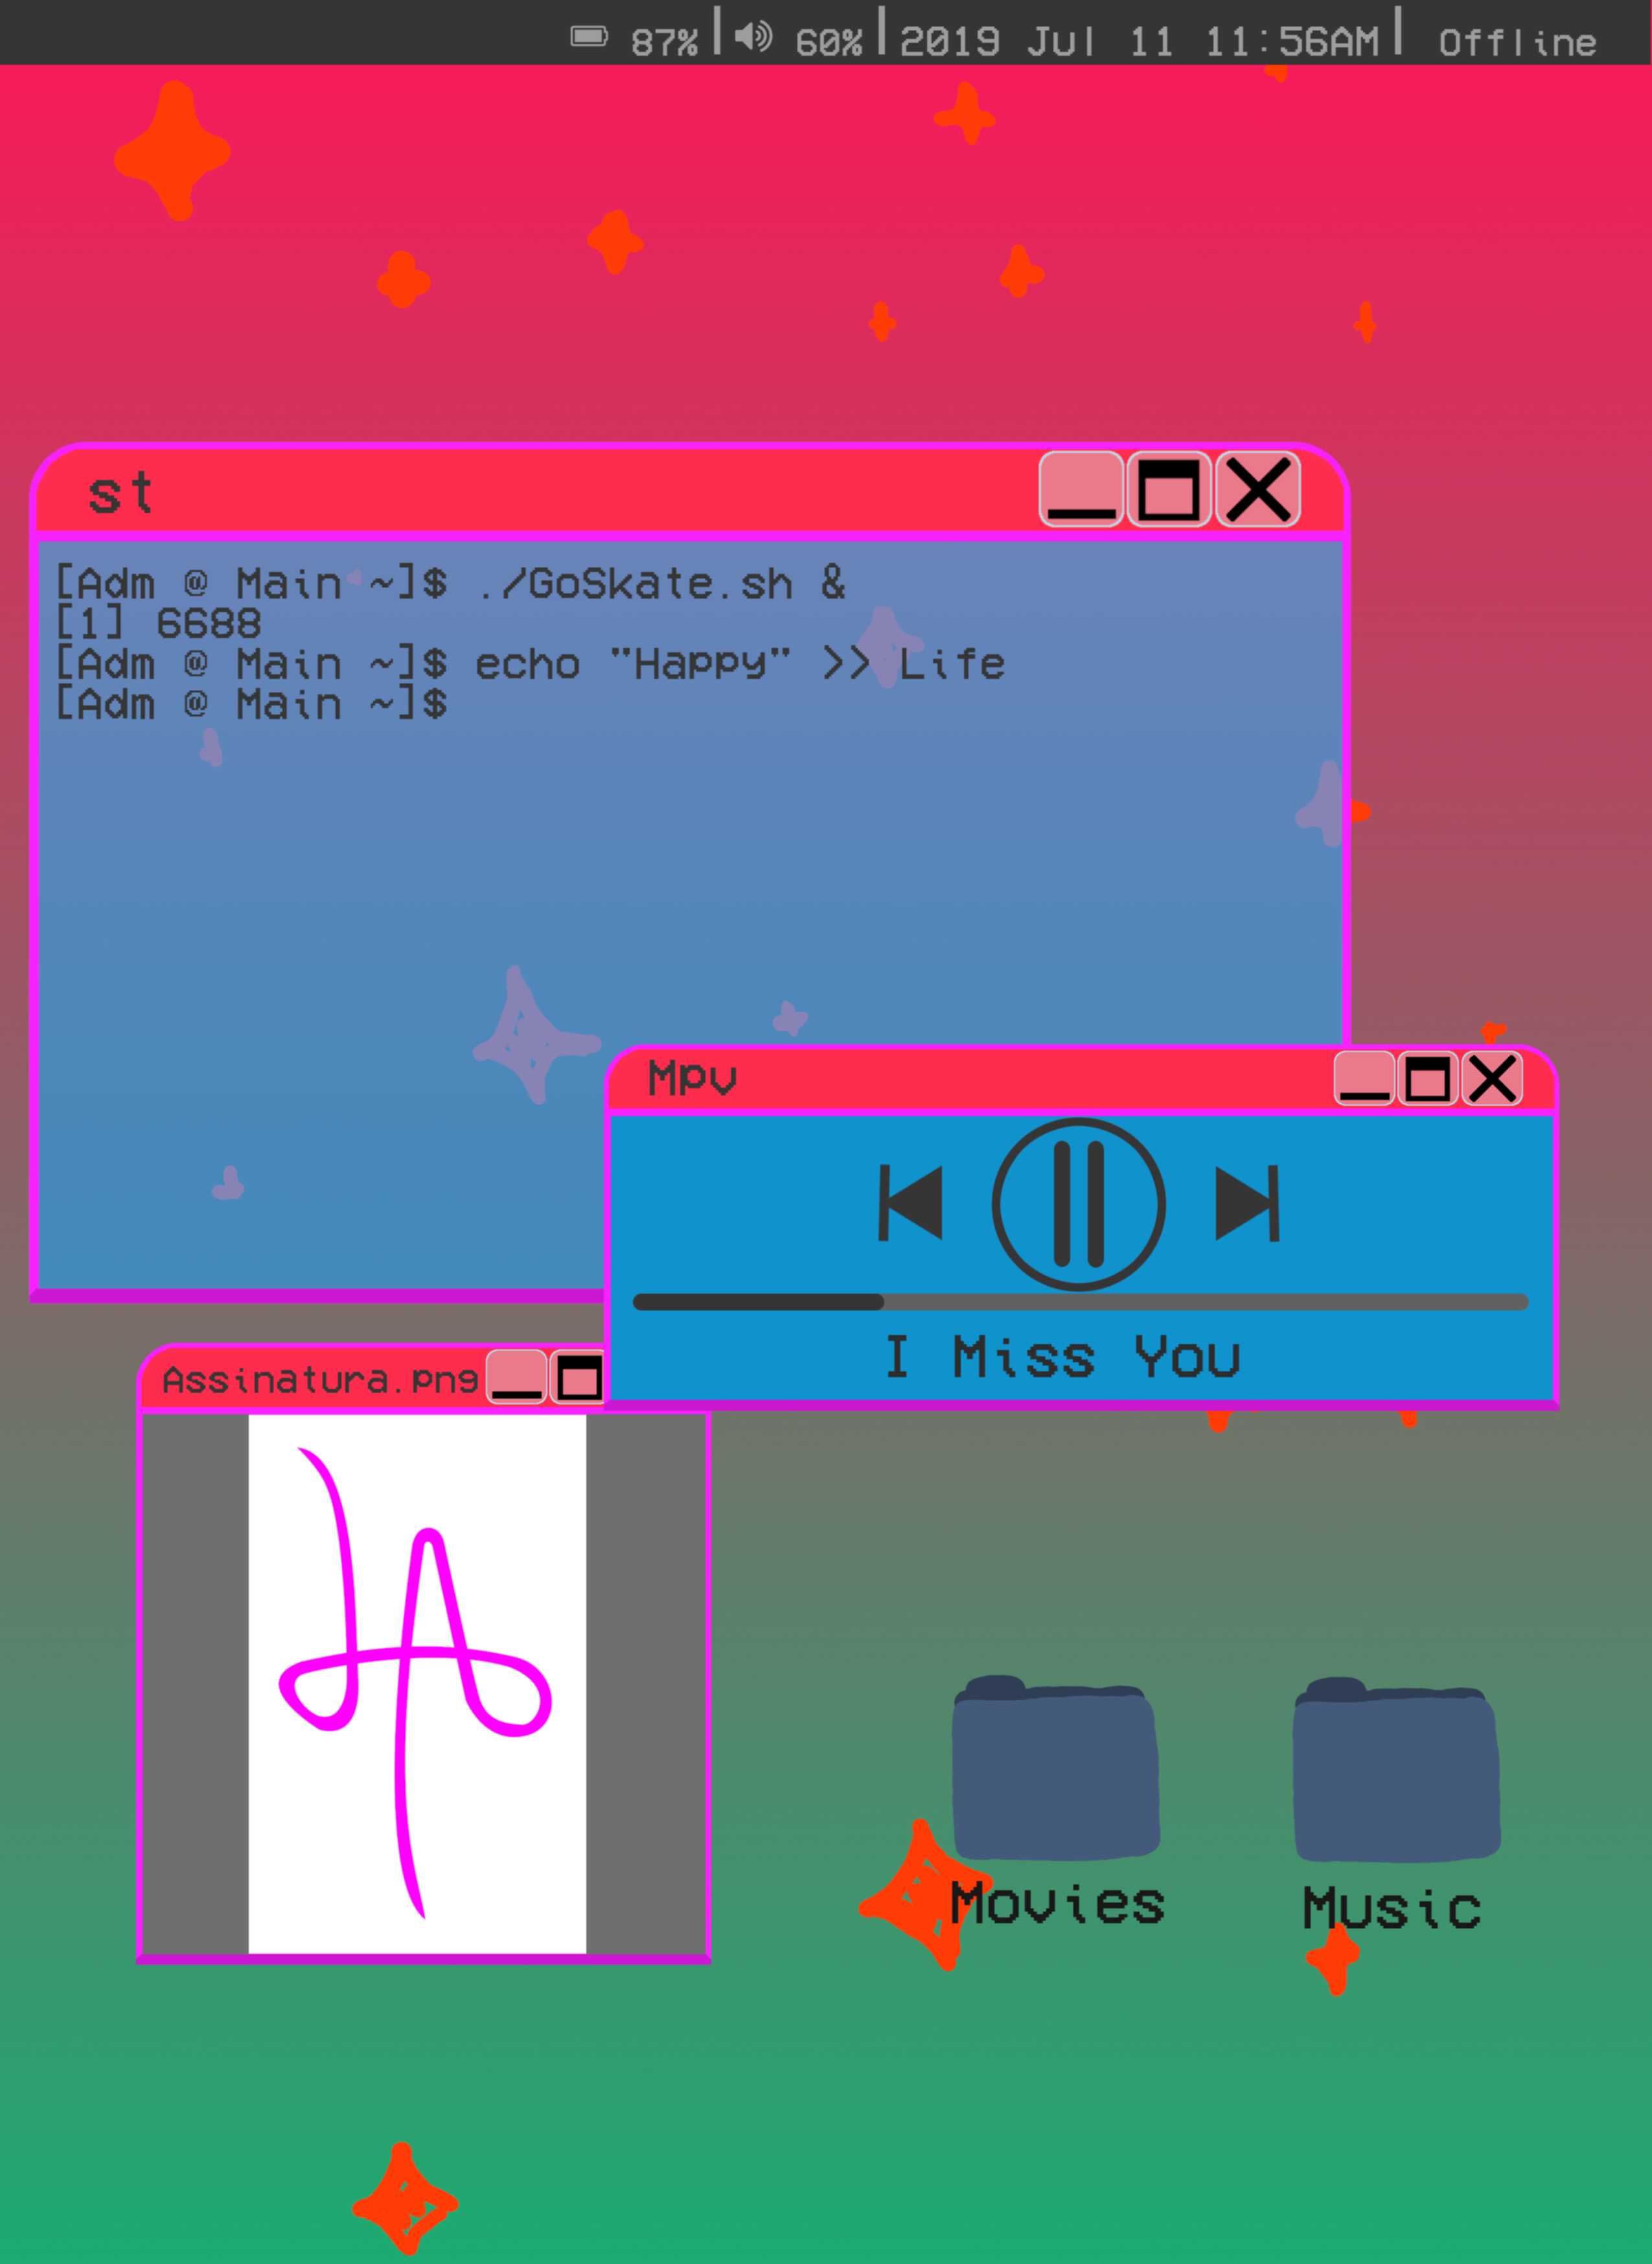 87% 60% 2019 Jul 11 11:56AM Offline
st
[Adm @ Main ~]$ ./GoSkate.sh &
[1] 6688
[Adm @ Main ~]$ echo "Happy" >> Life
[Adm @ Main ~]$
Mpv
I Miss You
Assinatura.png
Movies
Music